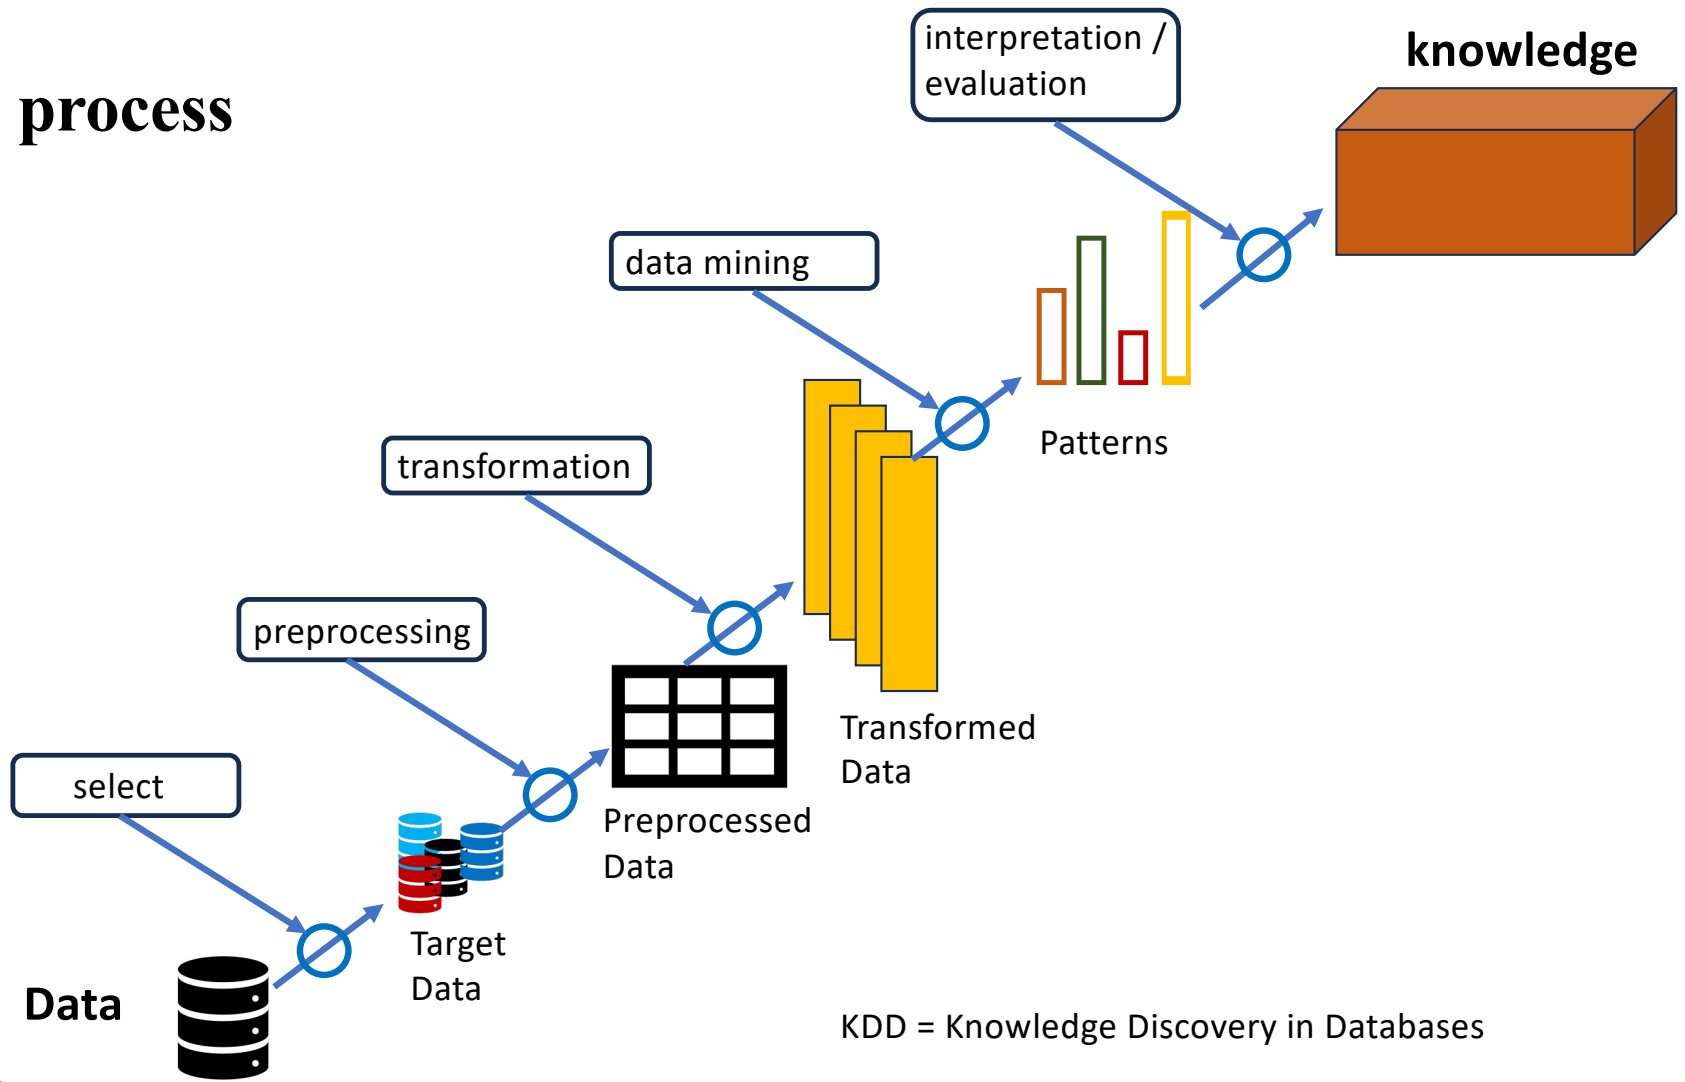 process
interpretation /
evaluation
knowledge
data mining
Patterns
transformation
Transformed
Data
preprocessing
Preprocessed
Data
select
Target
Data
Data
KDD = Knowledge Discovery in Databases